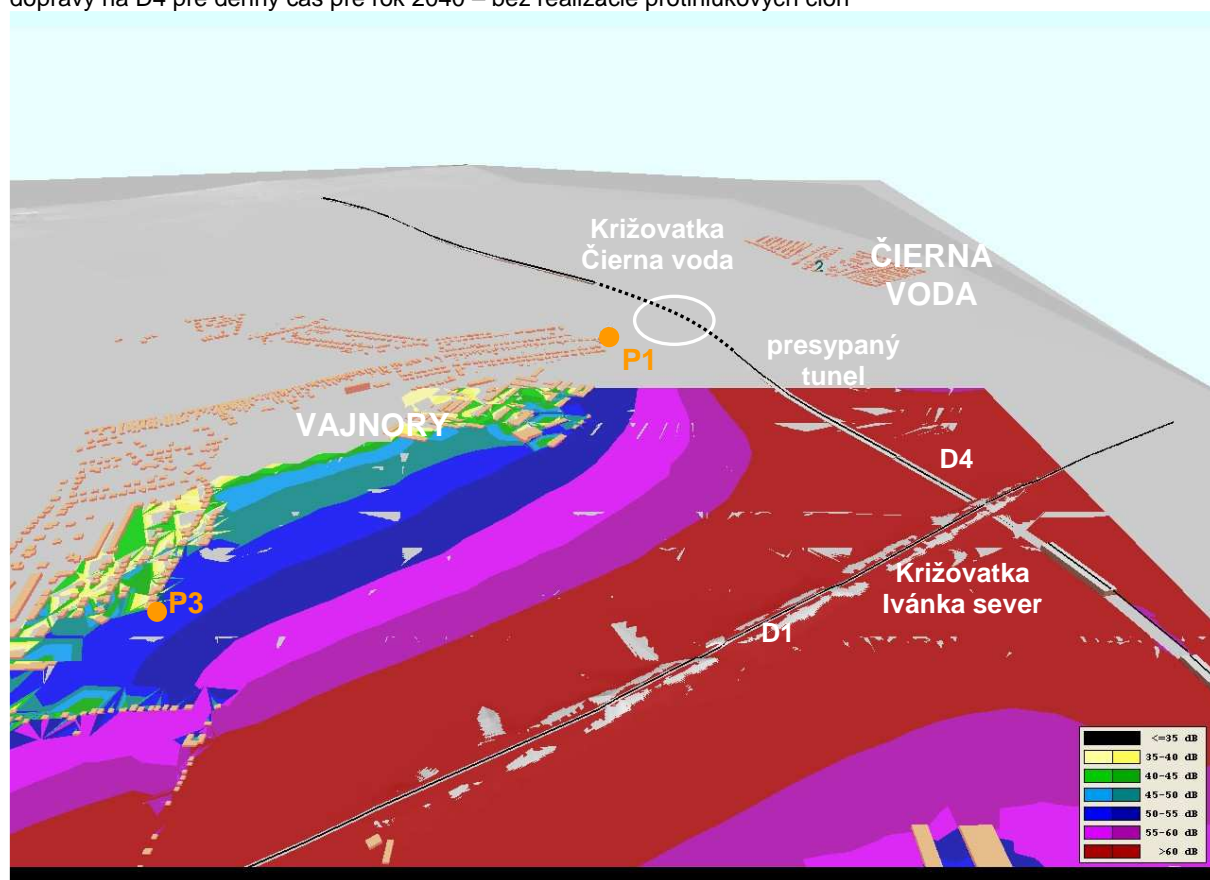 dopravy na D4 pre denný čas pre rok 2040 – bez realizácie protihlukových clôn
Križovatka
Čierna voda
2
ČIERNA
VODA
P1
presypaný
tunel
VAJNORY
D4
P3
Križovatka
Ivánka sever
D1
<=35 dB
35-40 dB
40-45 dB
45-50 dB
50-55 dB
55-60 dB
>60 dB